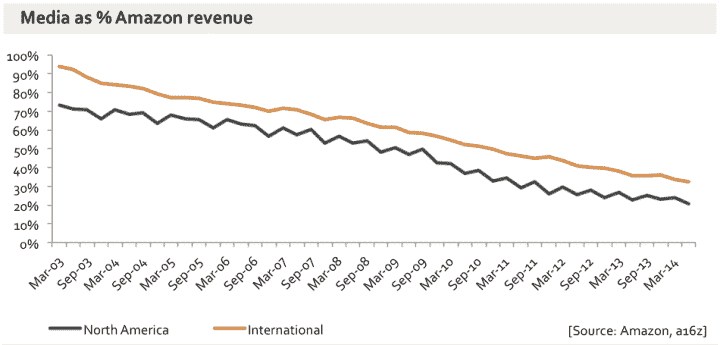 Media as % Amazon revenue
100%
90%
80%
70%
60%
50%
40%
30%
20%
10%
0%
Mar-03
Sep-03
Mar-04
Sep-04
Mar-05
Sep-05
Mar-06
Sep-06
Mar-07
Sep-07
Mar-08
Sep-08
Mar-09
Sep-09
Mar-10
Sep-10
Mar-11
Sep-11
Mar-12
Sep-12
Mar-13
Sep-13
Mar-14
North America
International
[Source: Amazon, a16z]